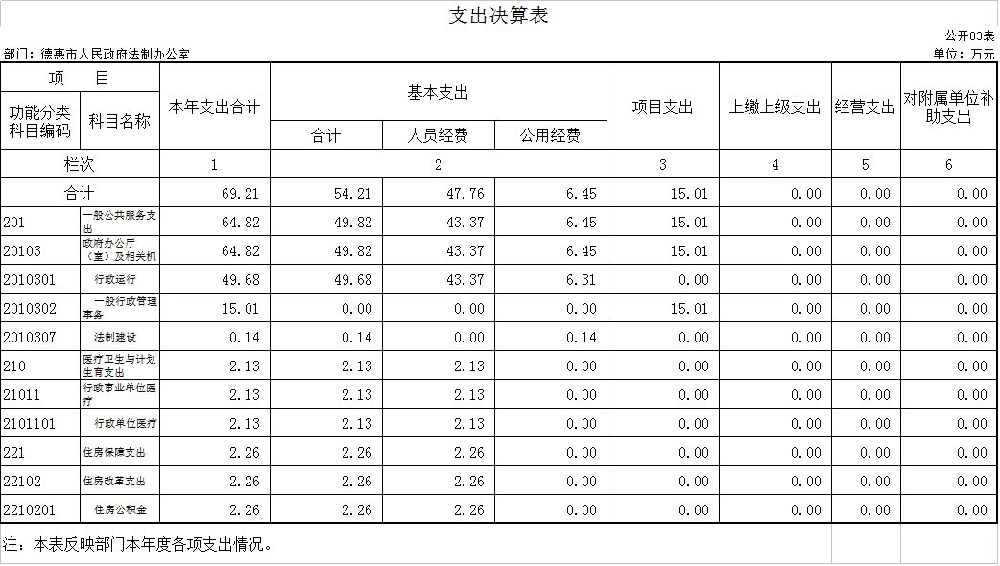 支出决算表
公开03表
部门：德惠市人民政府法制办公室 单位：万元
项 目 本年支出合计 基本支出 项目支出 上缴上级支出 经营支出 对附属单位补助支出
功能分类科目编码 科目名称 合计 人员经费 公用经费
栏次 1 2 3 4 5 6
合计 69.21 54.21 47.76 6.45 15.01 0.00 0.00 0.00
201 一般公共服务支出 64.82 49.82 43.37 6.45 15.01 0.00 0.00 0.00
20103 政府办公厅（室）及相关机 64.82 49.82 43.37 6.45 15.01 0.00 0.00 0.00
2010301 行政运行 49.68 49.68 43.37 6.31 0.00 0.00 0.00 0.00
2010302 一般行政管理事务 15.01 0.00 0.00 0.00 15.01 0.00 0.00 0.00
2010307 法制建设 0.14 0.14 0.00 0.14 0.00 0.00 0.00 0.00
210 医疗卫生与计划生育支出 2.13 2.13 2.13 0.00 0.00 0.00 0.00 0.00
21011 行政事业单位医疗 2.13 2.13 2.13 0.00 0.00 0.00 0.00 0.00
2101101 行政单位医疗 2.13 2.13 2.13 0.00 0.00 0.00 0.00 0.00
221 住房保障支出 2.26 2.26 2.26 0.00 0.00 0.00 0.00 0.00
22102 住房改革支出 2.26 2.26 2.26 0.00 0.00 0.00 0.00 0.00
2210201 住房公积金 2.26 2.26 2.26 0.00 0.00 0.00 0.00 0.00
注：本表反映部门本年度各项支出情况。